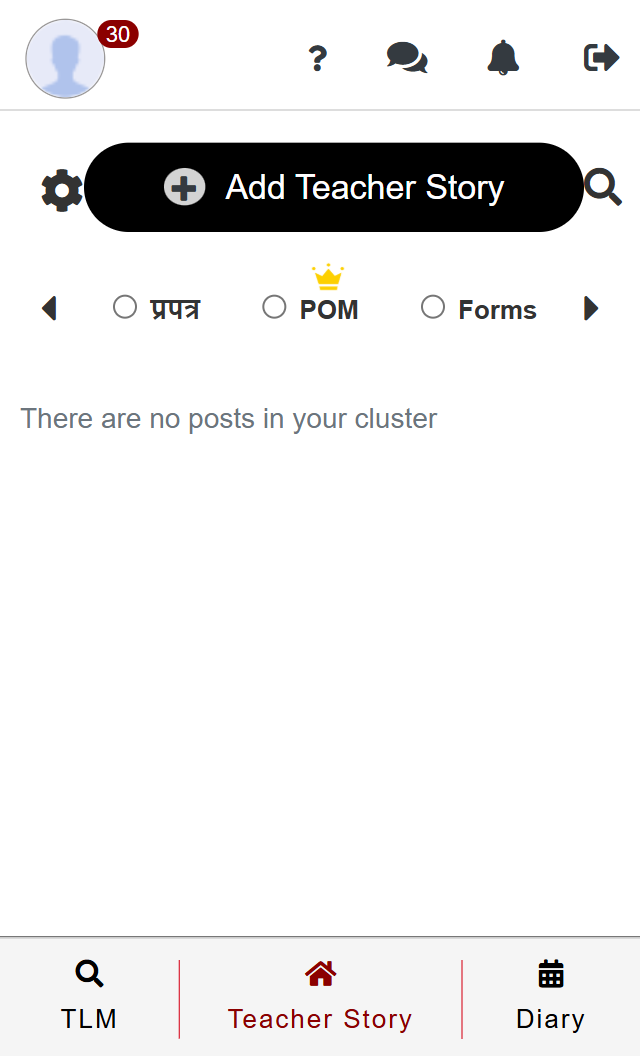 30
?
Add Teacher Story
प्रपत्र POM Forms
There are no posts in your cluster
TLM Teacher Story Diary